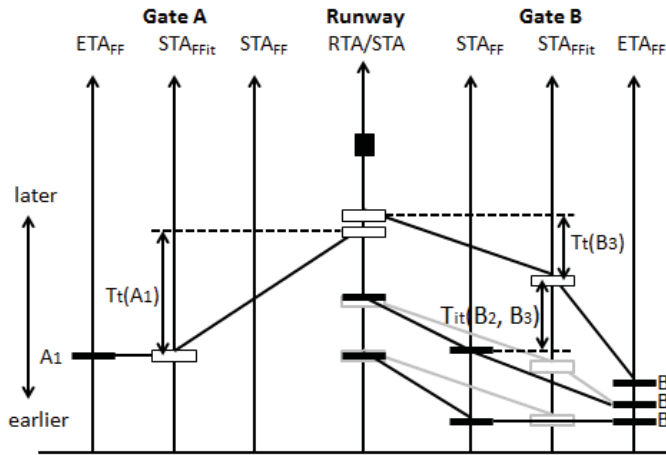 Gate A Runway Gate B
ETAFF STAFFit STAFF RTA/STA STAFF STAFFit ETAFF
later
Tt(B3)
Tt(A1)
Tit(B2, B3)
A1
B
B
earlier
B